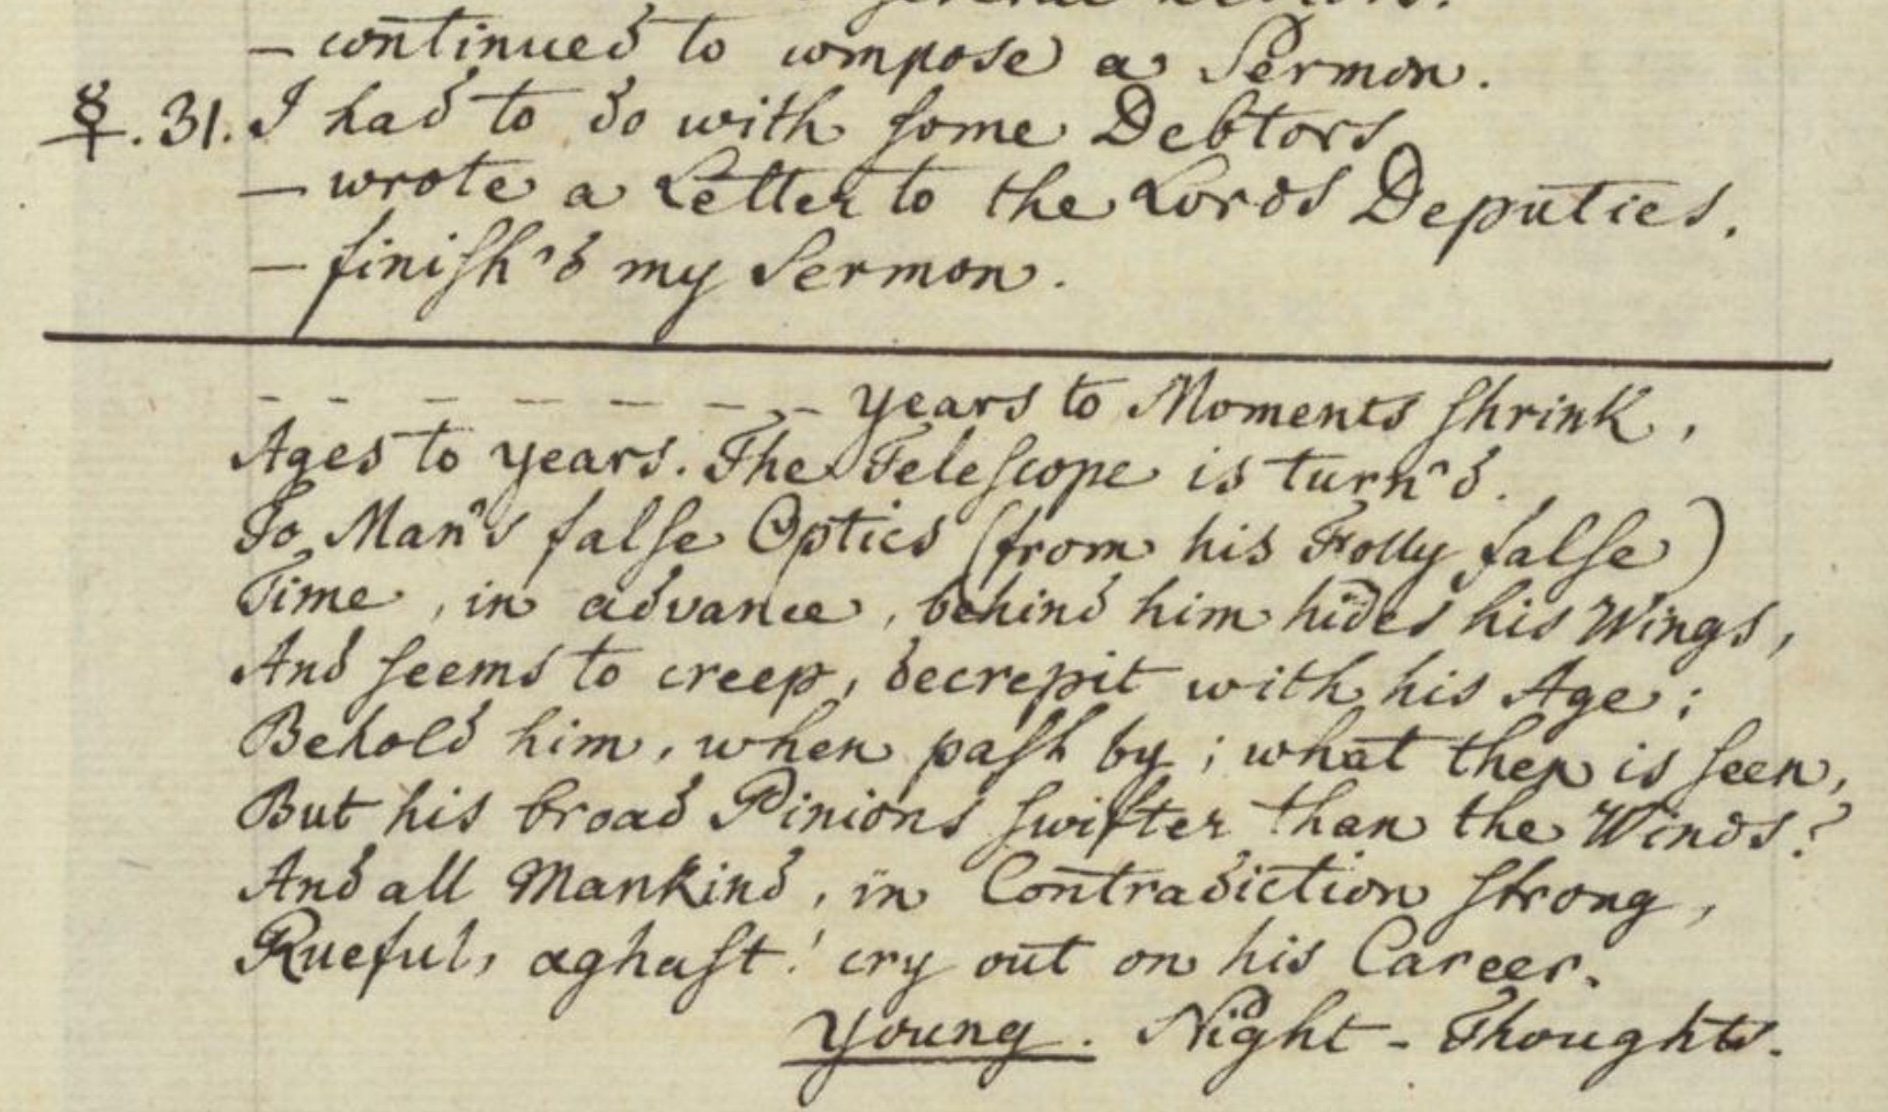 — continued to compose a Sermon.
♀. 31. I had to do with some Debtors
— wrote a Letter to the Lords Deputies.
— finish'd my Sermon.
- - - - - - - - years to Moments shrink,
Ages to years. The Telescope is turn'd.
To Man's false Optics (from his Folly false)
Time, in advance, behind him hides his Wings,
And seems to creep, decrepit with his Age;
Behold him, when past by; what then is seen,
But his broad Pinions swifter than the Winds?
And all Mankind, in Contradiction strong,
Rueful, aghast! cry out on his Career.
Young. Night-Thoughts.